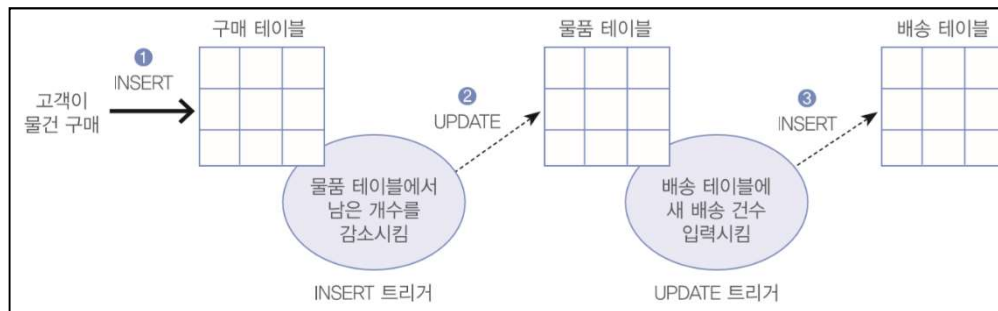 구매 테이블
물품 테이블
배송 테이블
1
INSERT
고객이
물건 구매
2
UPDATE
3
INSERT
물품 테이블에서
남은 개수를
감소시킴
배송 테이블에
새 배송 건수
입력시킴
INSERT 트리거
UPDATE 트리거